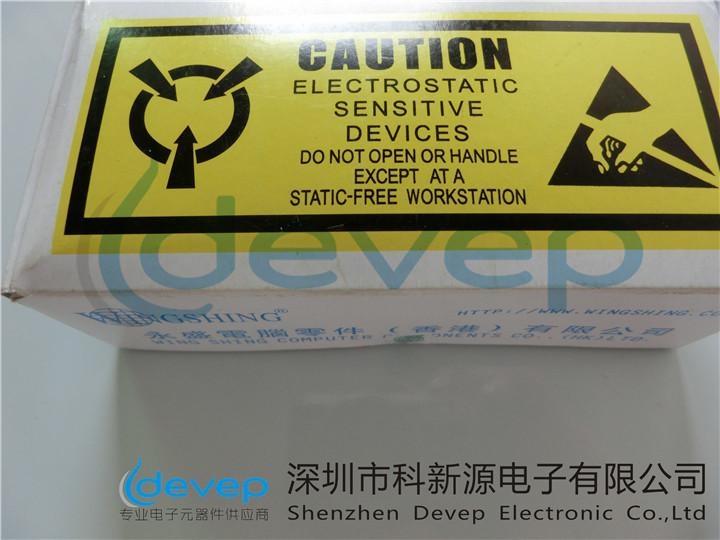 CAUTION
ELECTROSTATIC
SENSITIVE
DEVICES
DO NOT OPEN OR HANDLE
EXCEPT AT A
STATIC-FREE WORKSTATION
devep
WINGSHING®
HTTP://WWW.WINGSHING.CO
永盛電腦零件（香港）有限公司
WING SHING COMPUTER COMPONENTS CO.,(HK)LTD.
devep
专业电子元器件供应商
深圳市科新源电子有限公司
Shenzhen Devep Electronic Co.,Ltd